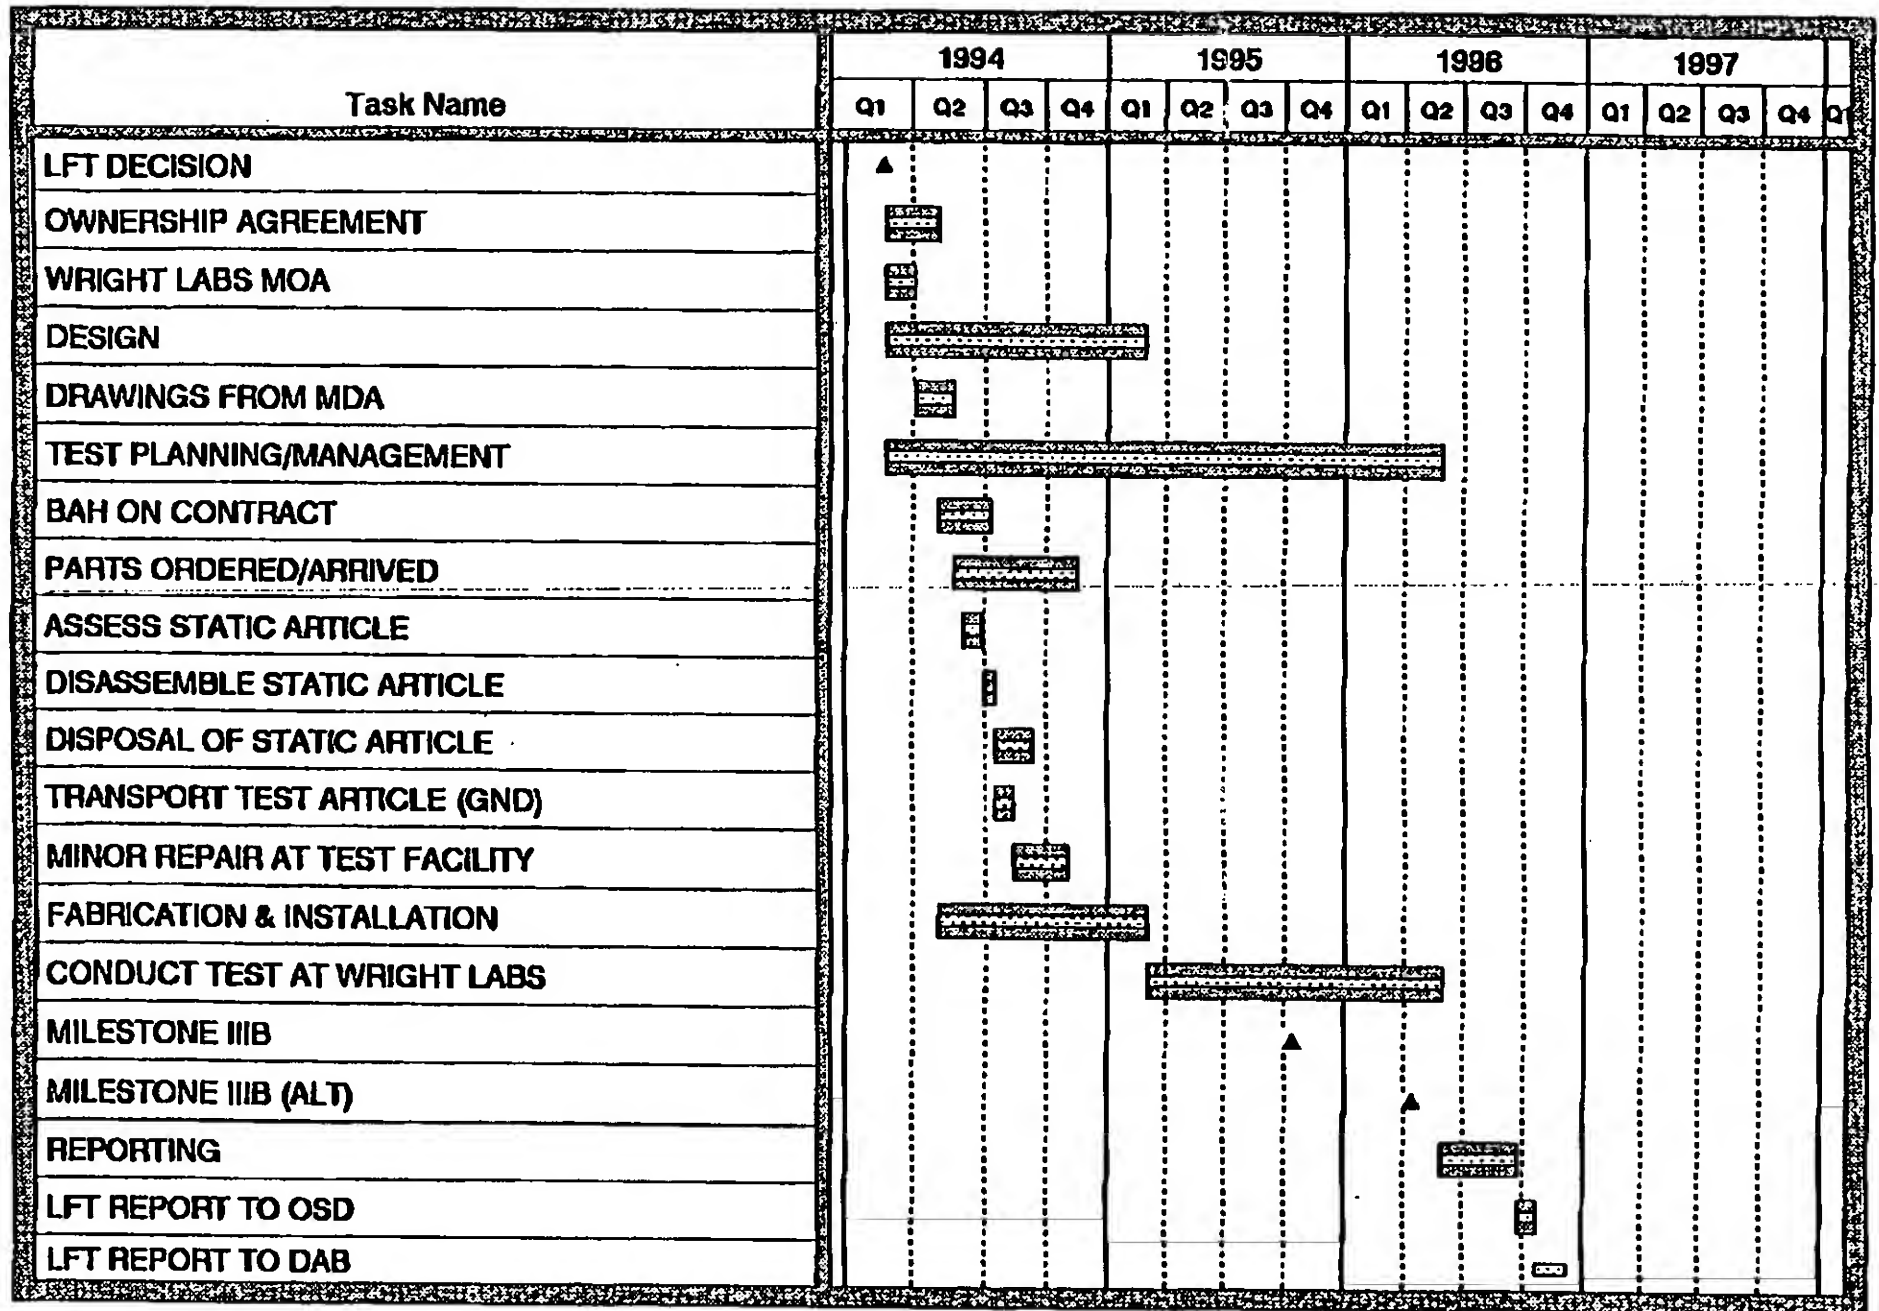 1994 1995 1996 1997
Task Name Q1 Q2 Q3 Q4 Q1 Q2 Q3 Q4 Q1 Q2 Q3 Q4 Q1 Q2 Q3 Q4 Q1
LFT DECISION
OWNERSHIP AGREEMENT
WRIGHT LABS MOA
DESIGN
DRAWINGS FROM MDA
TEST PLANNING/MANAGEMENT
BAH ON CONTRACT
PARTS ORDERED/ARRIVED
ASSESS STATIC ARTICLE
DISASSEMBLE STATIC ARTICLE
DISPOSAL OF STATIC ARTICLE
TRANSPORT TEST ARTICLE (GND)
MINOR REPAIR AT TEST FACILITY
FABRICATION & INSTALLATION
CONDUCT TEST AT WRIGHT LABS
MILESTONE IIIB
MILESTONE IIIB (ALT)
REPORTING
LFT REPORT TO OSD
LFT REPORT TO DAB